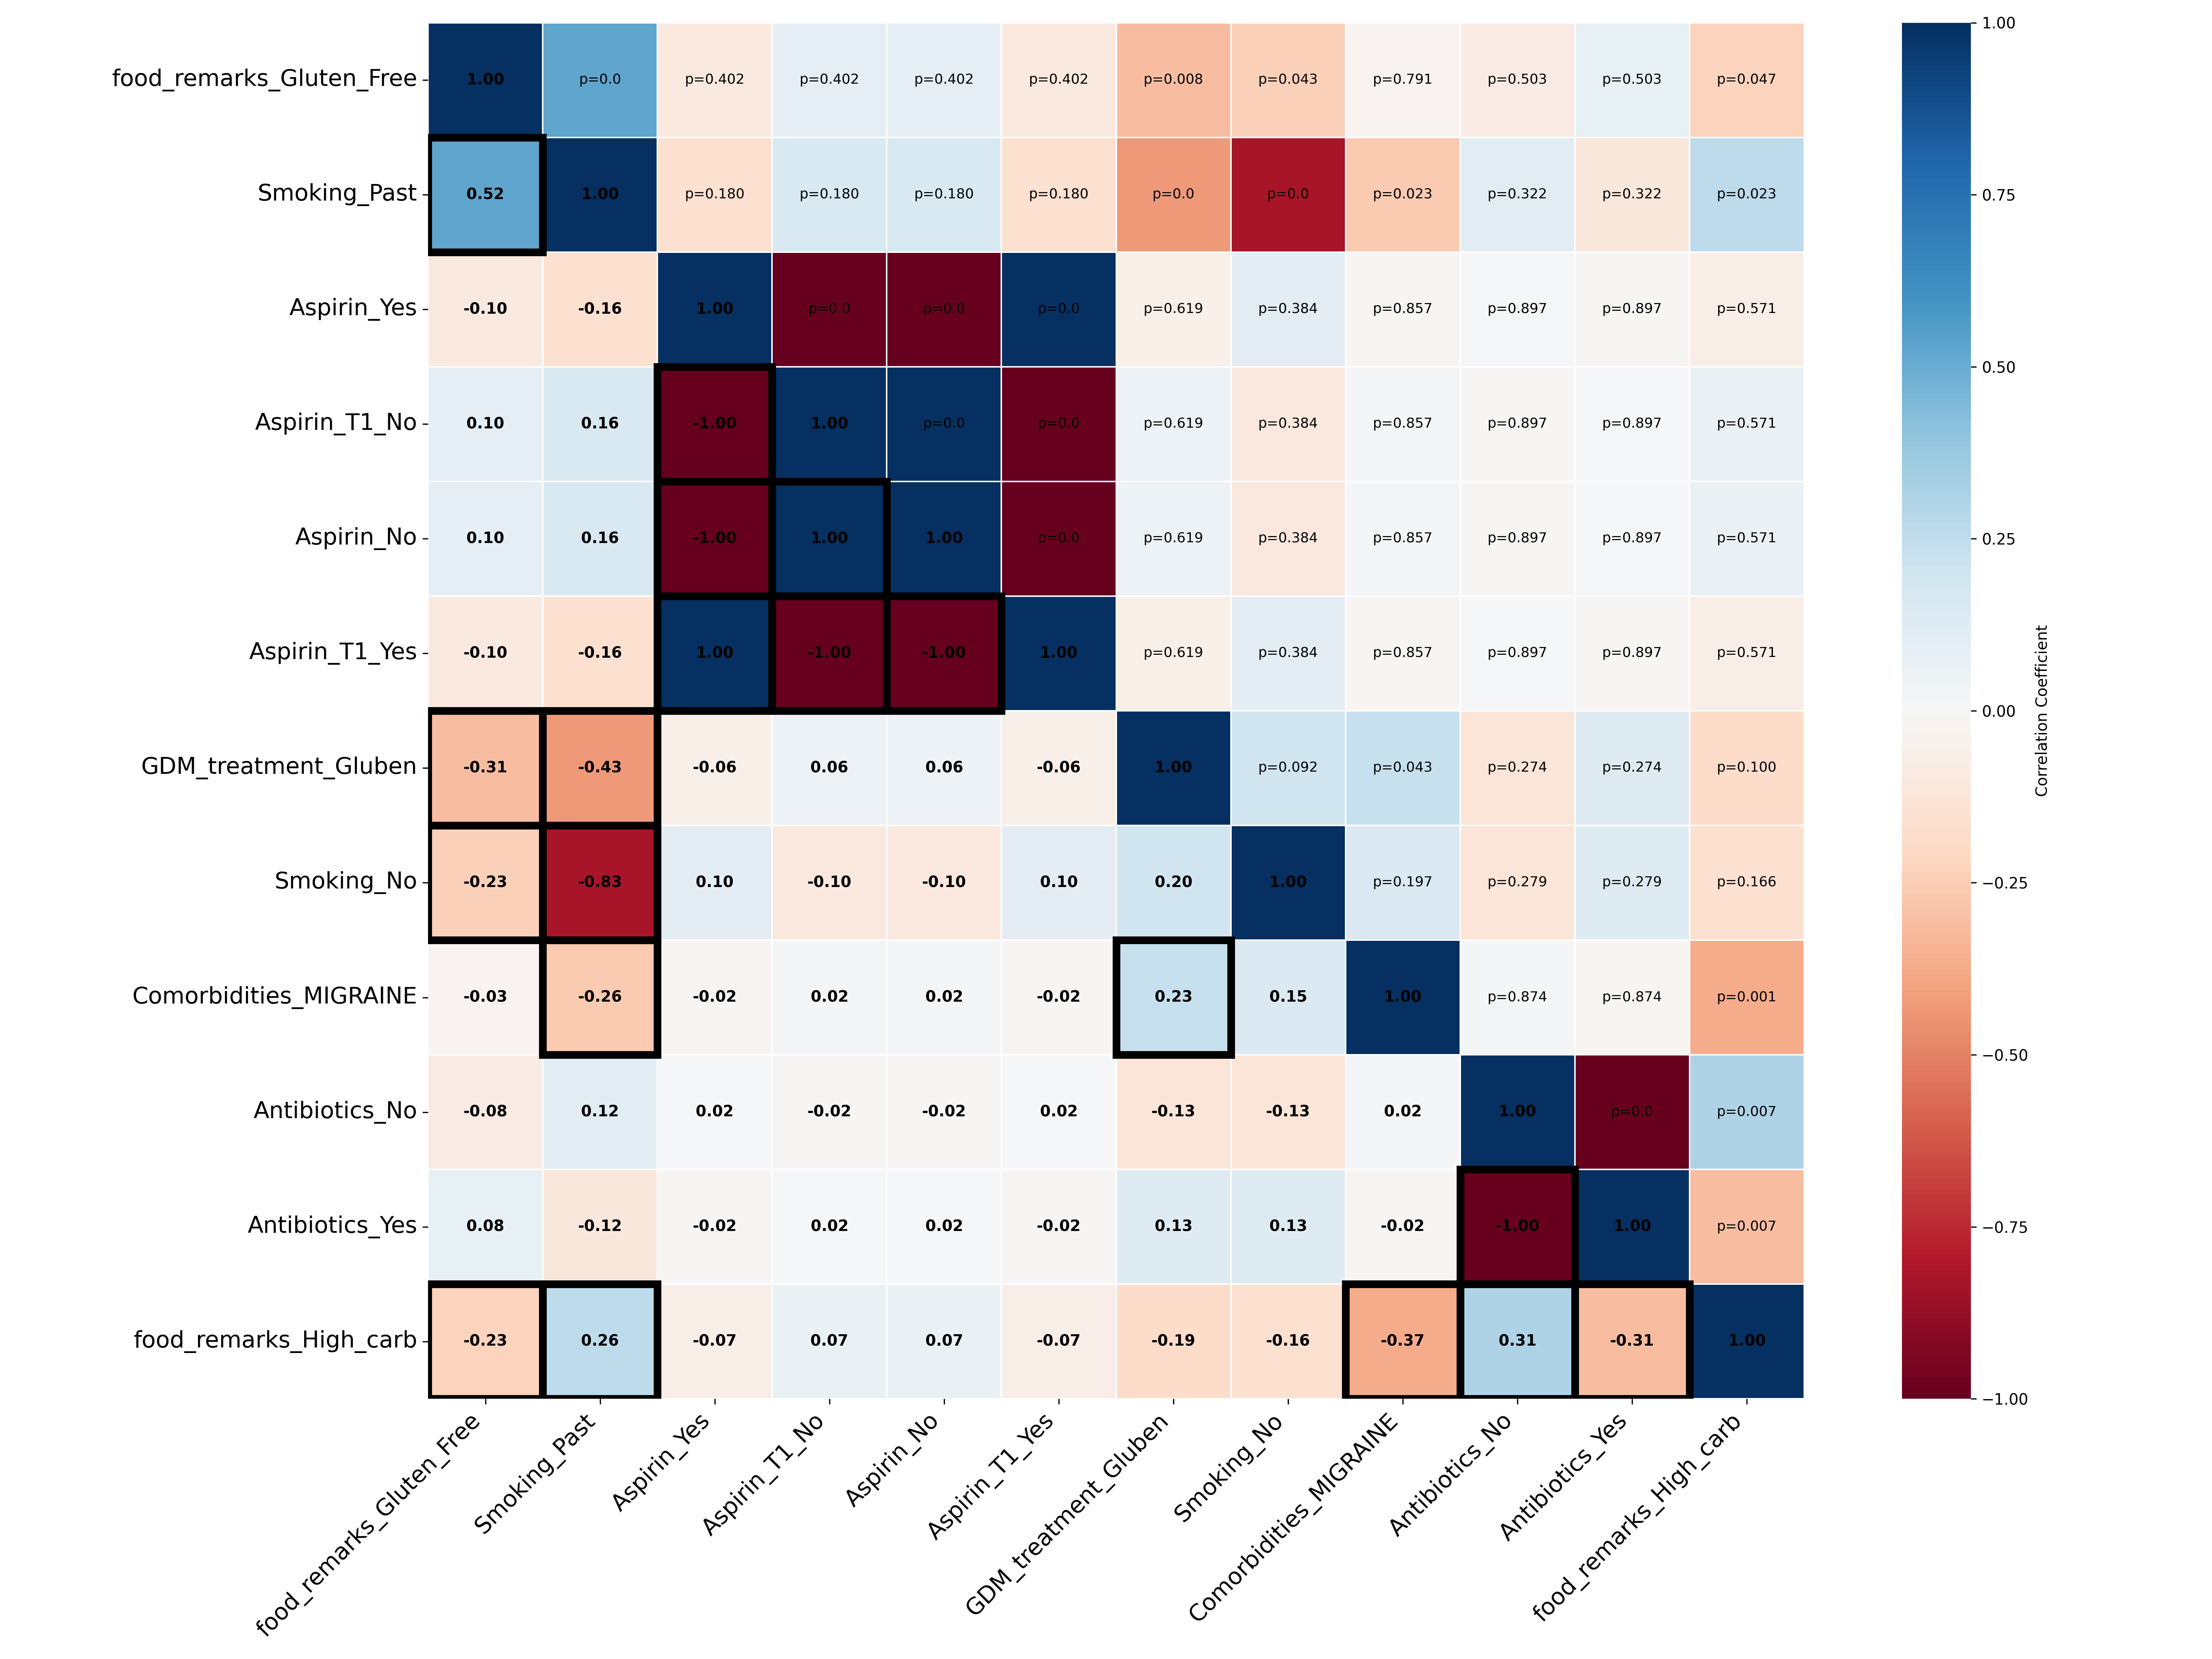 food_remarks_Gluten_Free 1.00 p=0.0 p=0.402 p=0.402 p=0.402 p=0.402 p=0.008 p=0.043 p=0.791 p=0.503 p=0.503 p=0.047
Smoking_Past 0.52 1.00 p=0.180 p=0.180 p=0.180 p=0.180 p=0.0 p=0.0 p=0.023 p=0.322 p=0.322 p=0.023
Aspirin_Yes -0.10 -0.16 1.00 p=0.0 p=0.0 p=0.0 p=0.619 p=0.384 p=0.857 p=0.897 p=0.897 p=0.571
Aspirin_T1_No 0.10 0.16 -1.00 1.00 p=0.0 p=0.0 p=0.619 p=0.384 p=0.857 p=0.897 p=0.897 p=0.571
Aspirin_No 0.10 0.16 -1.00 1.00 1.00 p=0.0 p=0.619 p=0.384 p=0.857 p=0.897 p=0.897 p=0.571
Aspirin_T1_Yes -0.10 -0.16 1.00 -1.00 -1.00 1.00 p=0.619 p=0.384 p=0.857 p=0.897 p=0.897 p=0.571
GDM_treatment_Gluben -0.31 -0.43 -0.06 0.06 0.06 -0.06 1.00 p=0.092 p=0.043 p=0.274 p=0.274 p=0.100
Smoking_No -0.23 -0.83 0.10 -0.10 -0.10 0.10 0.20 1.00 p=0.197 p=0.279 p=0.279 p=0.166
Comorbidities_MIGRAINE -0.03 -0.26 -0.02 0.02 0.02 -0.02 0.23 0.15 1.00 p=0.874 p=0.874 p=0.001
Antibiotics_No -0.08 0.12 0.02 -0.02 -0.02 0.02 -0.13 -0.13 0.02 1.00 p=0.0 p=0.007
Antibiotics_Yes 0.08 -0.12 -0.02 0.02 0.02 -0.02 0.13 0.13 -0.02 -1.00 1.00 p=0.007
food_remarks_High_carb -0.23 0.26 -0.07 0.07 0.07 -0.07 -0.19 -0.16 -0.37 0.31 -0.31 1.00
food_remarks_Gluten_Free
Smoking_Past
Aspirin_Yes
Aspirin_T1_No
Aspirin_No
Aspirin_T1_Yes
GDM_treatment_Gluben
Smoking_No
Comorbidities_MIGRAINE
Antibiotics_No
Antibiotics_Yes
food_remarks_High_carb
1.00
0.75
0.50
0.25
0.00
−0.25
−0.50
−0.75
−1.00
Correlation Coefficient